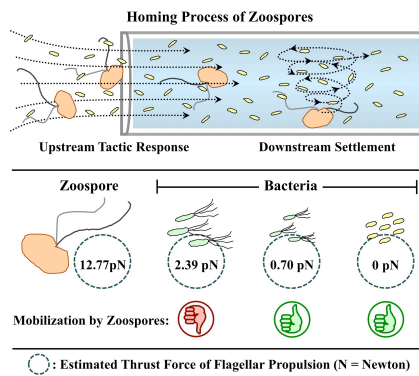 Homing Process of Zoospores
Upstream Tactic Response Downstream Settlement
Zoospore Bacteria
12.77pN 2.39 pN 0.70 pN 0 pN
Mobilization by Zoospores:
: Estimated Thrust Force of Flagellar Propulsion (N = Newton)